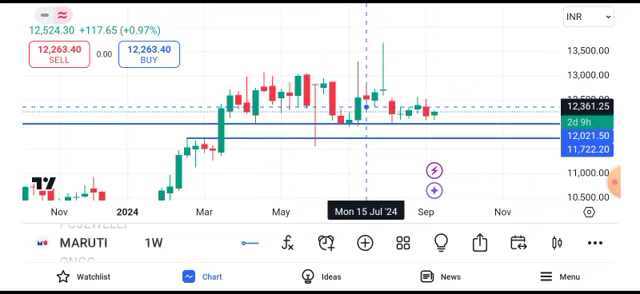 INR
12,524.30 +117.65 (+0.97%)
12,263.40
SELL
0.00
12,263.40
BUY
13,500.00
13,000.00
12,361.25
2d 9h
12,021.50
11,722.20
11,000.00
10,500.00
Nov 2024 Mar May Mon 15 Jul '24 Sep Nov
MARUTI 1W
Watchlist Chart Ideas News Menu